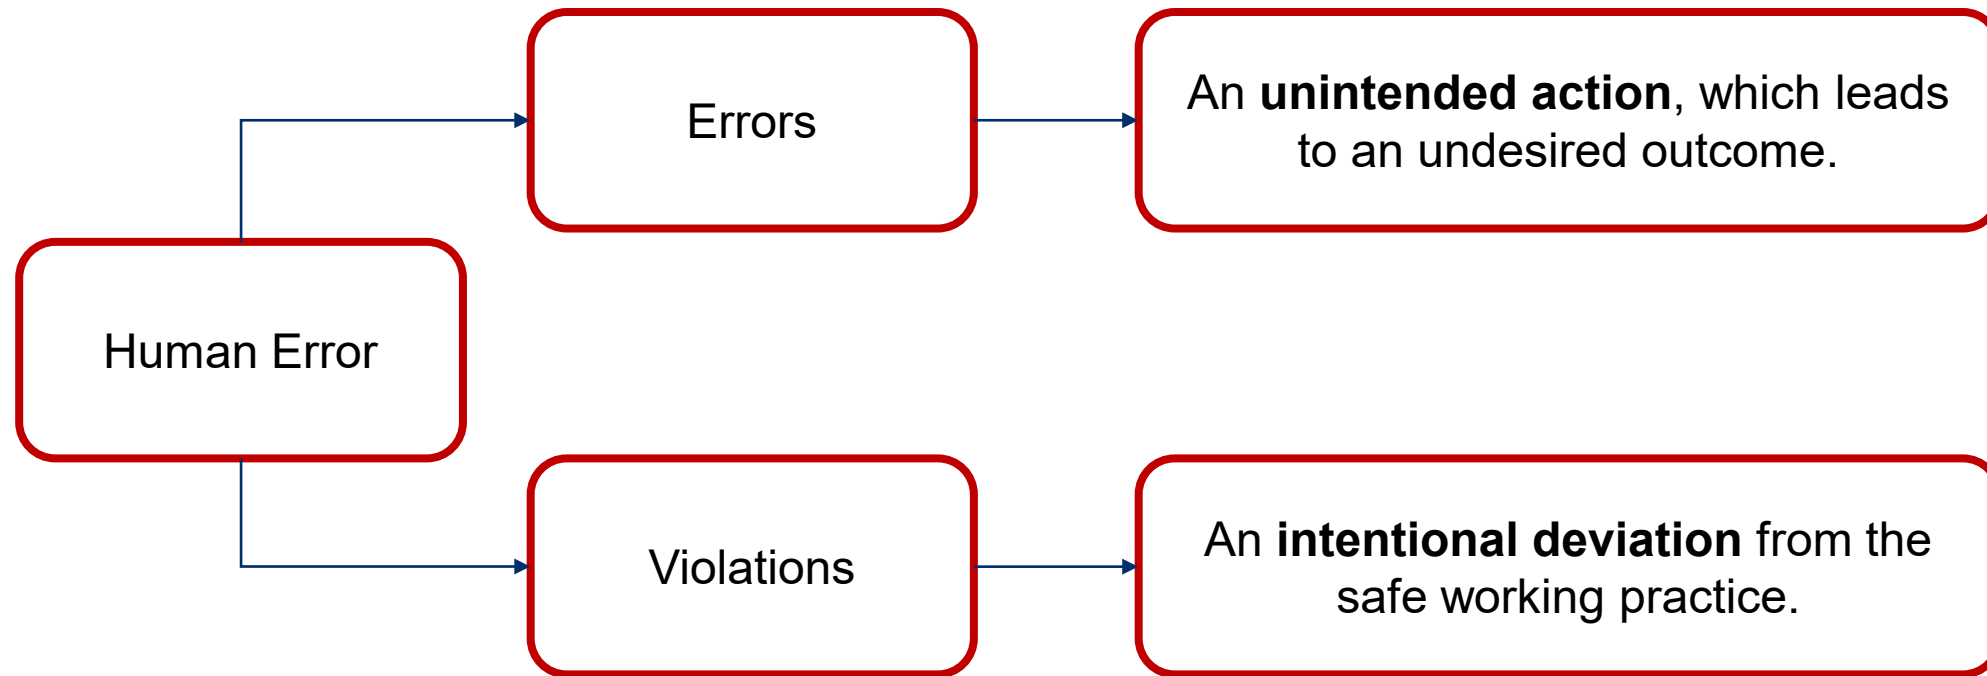 Errors
An unintended action, which leads
to an undesired outcome.
Human Error
Violations
An intentional deviation from the
safe working practice.